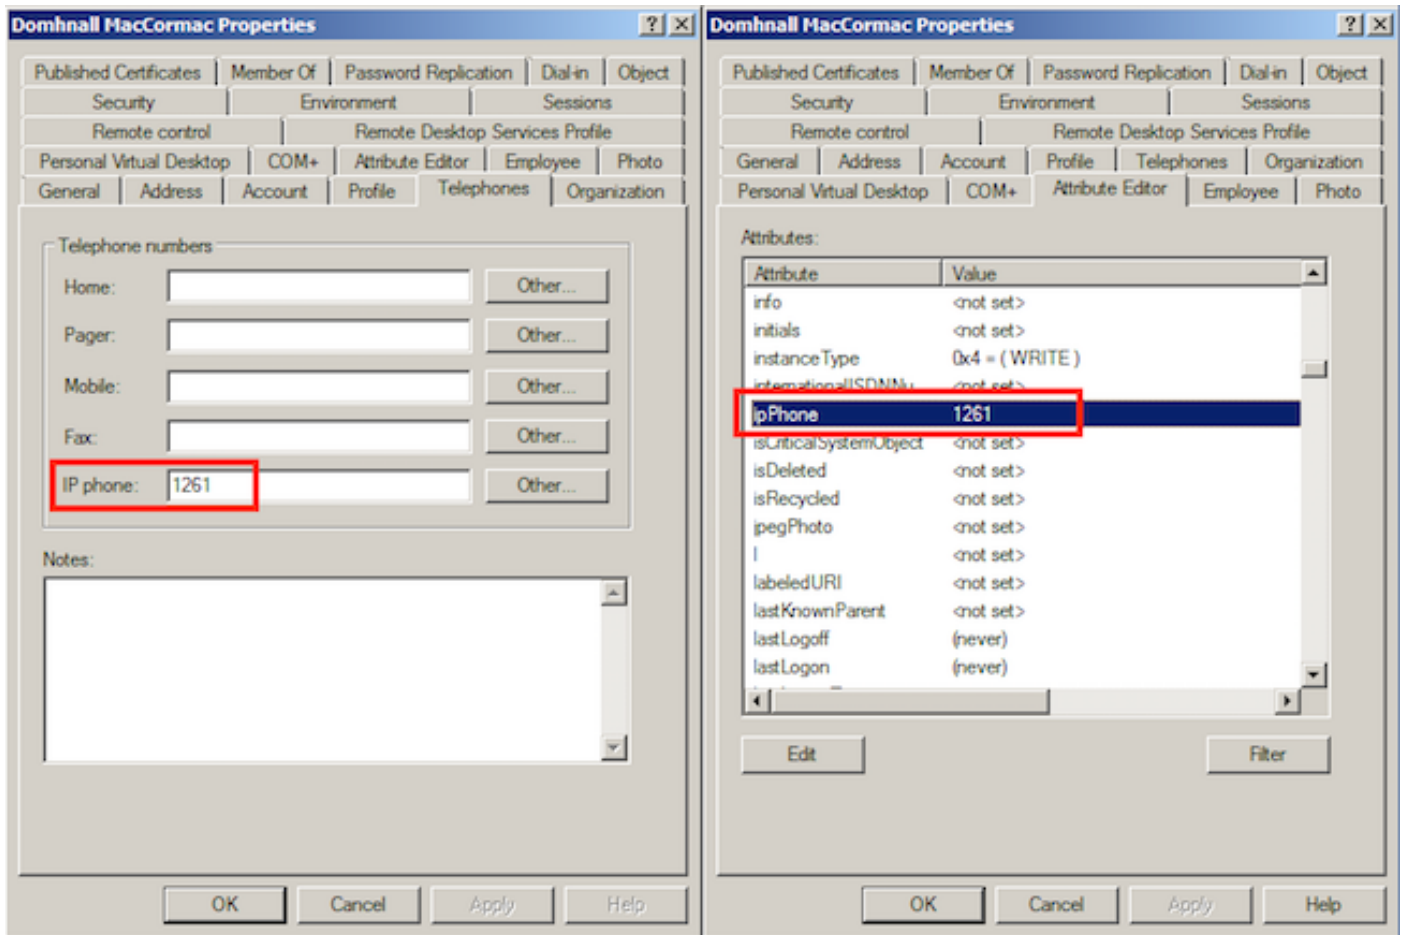 Domhnall MacCormac Properties
Published Certificates Member Of Password Replication Dial-in Object
Security Environment Sessions
Remote control Remote Desktop Services Profile
Personal Virtual Desktop COM+ Attribute Editor Employee Photo
General Address Account Profile Telephones Organization
Telephone numbers
Home: Other...
Pager: Other...
Mobile: Other...
Fax: Other...
IP phone: 1261 Other...
Notes:
OK Cancel Apply Help
Domhnall MacCormac Properties
Published Certificates Member Of Password Replication Dial-in Object
Security Environment Sessions
Remote control Remote Desktop Services Profile
General Address Account Profile Telephones Organization
Personal Virtual Desktop COM+ Attribute Editor Employee Photo
Attributes:
Attribute Value
info <not set>
initials <not set>
instanceType 0x4 = ( WRITE )
internationalISDNNu... <not set>
ipPhone 1261
isCriticalSystemObject <not set>
isDeleted <not set>
isRecycled <not set>
jpegPhoto <not set>
l <not set>
labeledURI <not set>
lastKnownParent <not set>
lastLogoff (never)
lastLogon (never)
Edit Filter
OK Cancel Apply Help